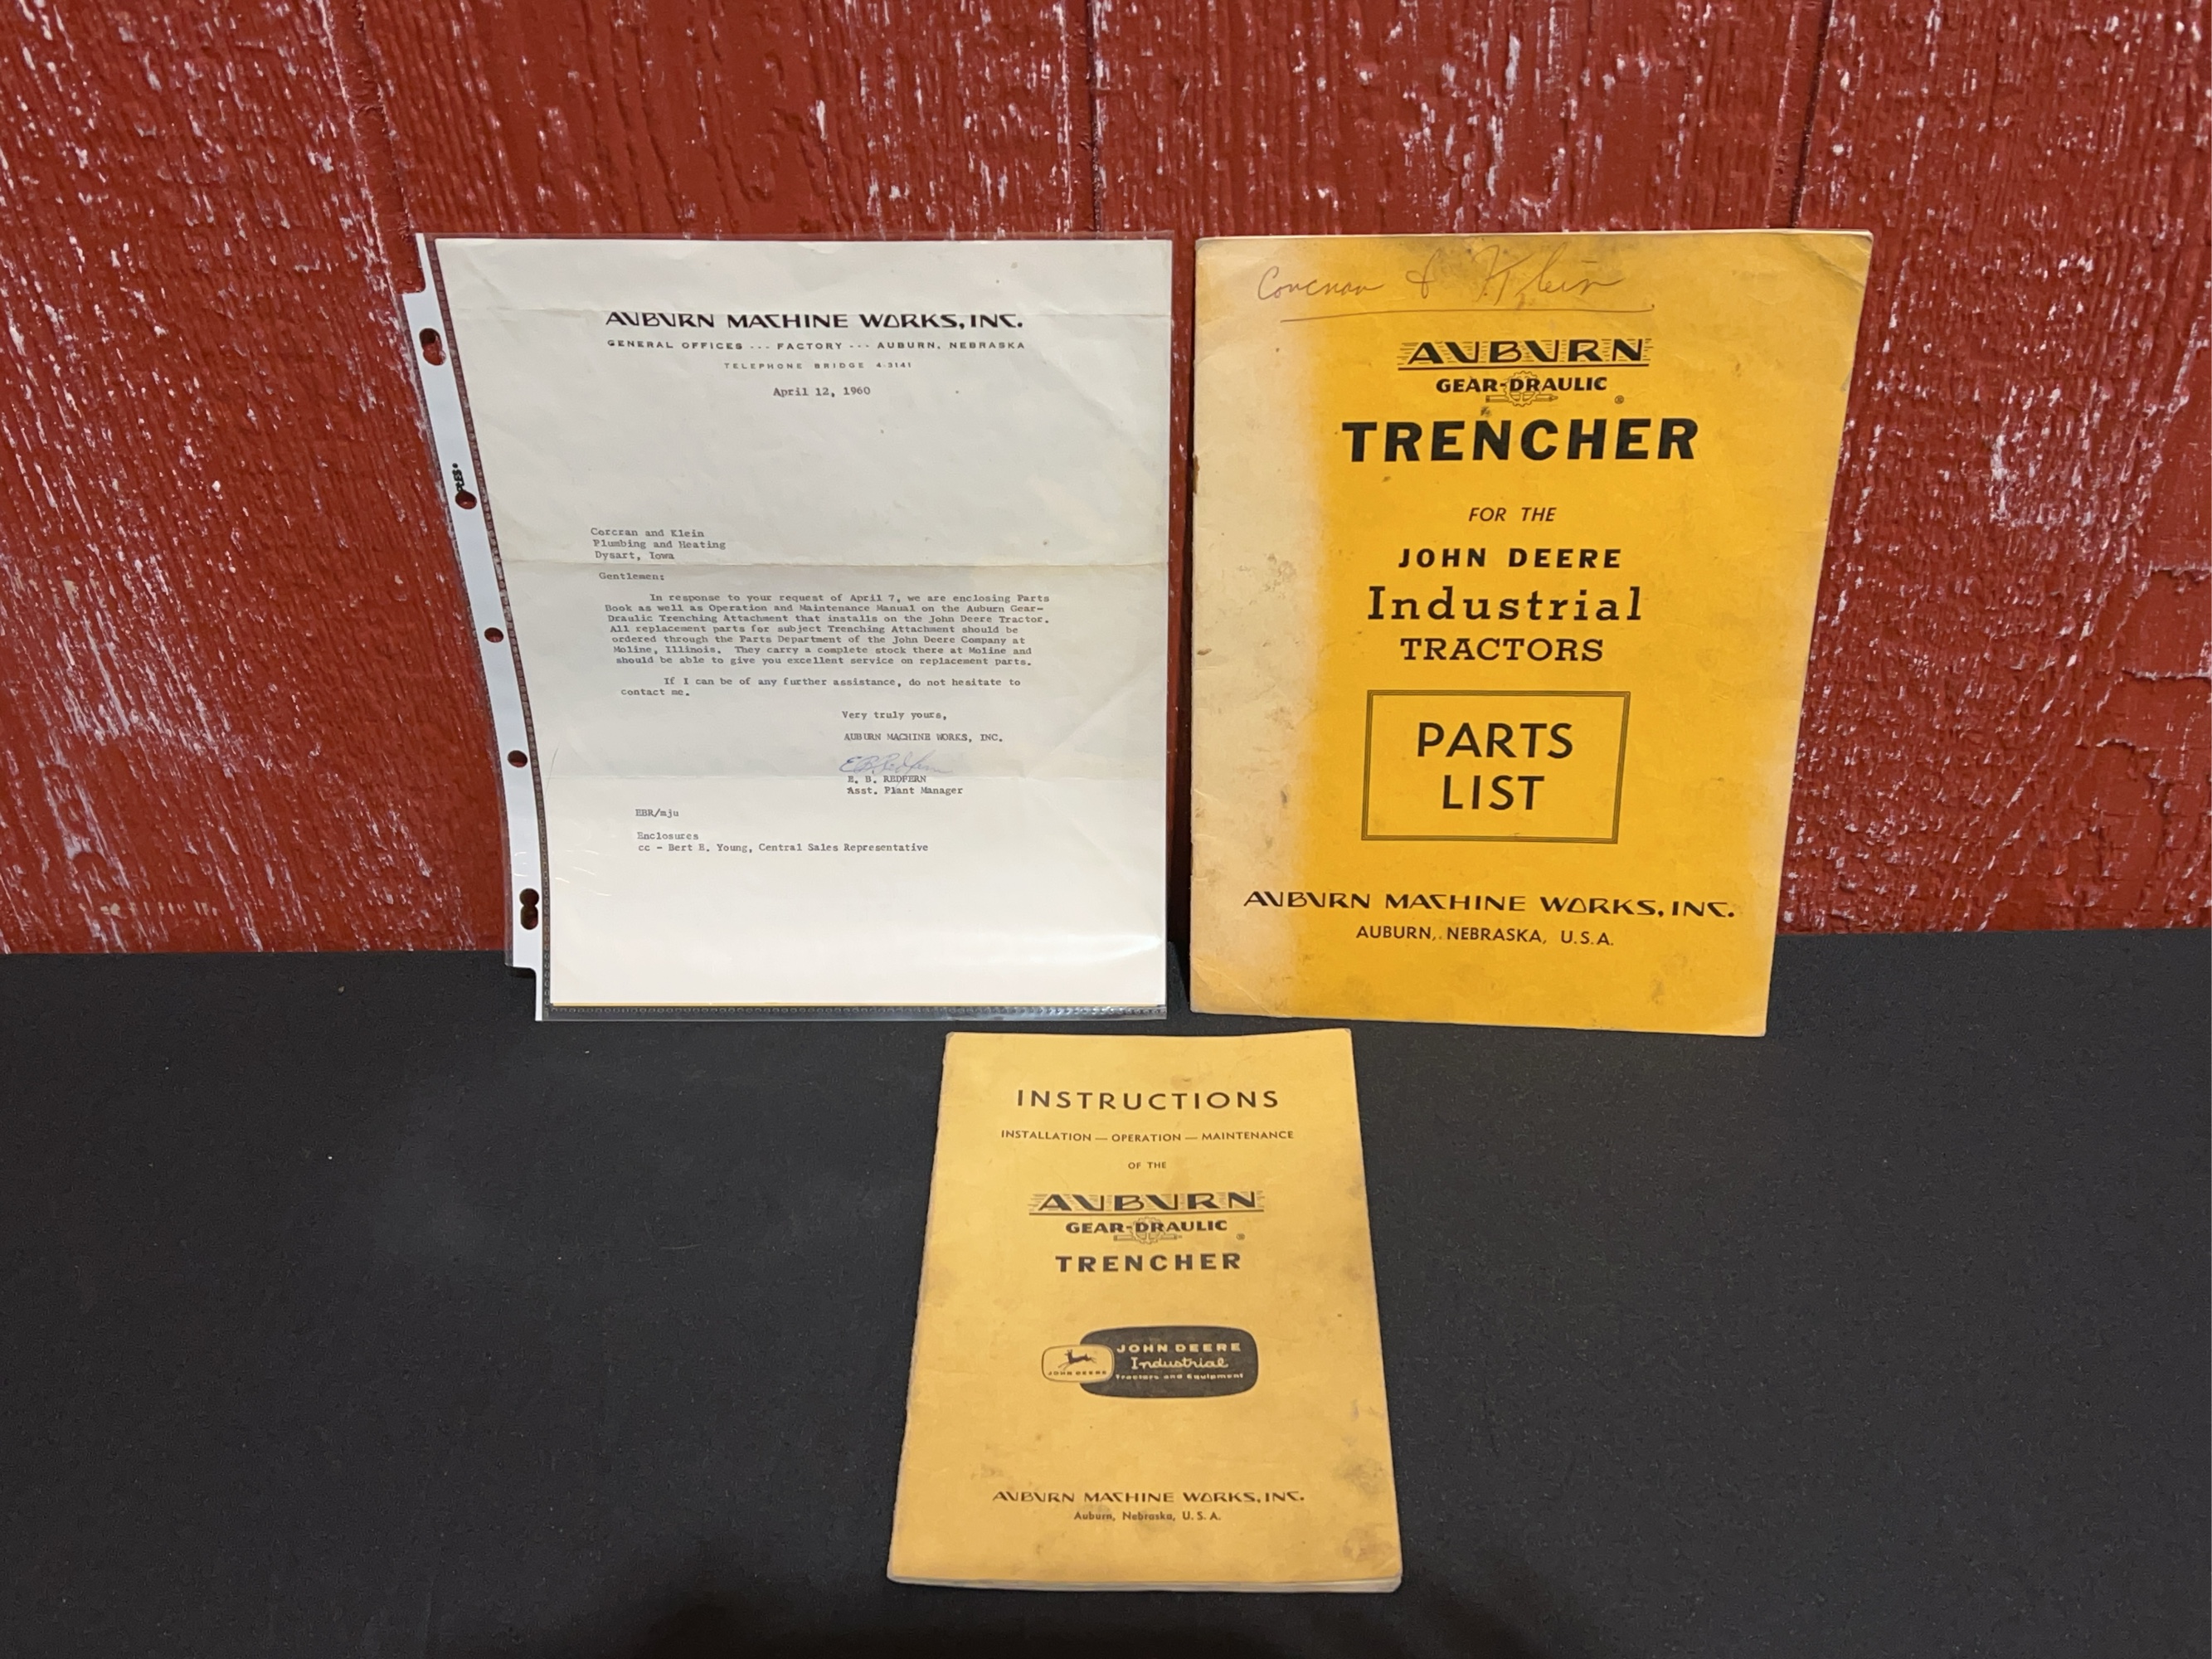 AUBURN MACHINE WORKS, INC.
GENERAL OFFICES --- FACTORY --- AUBURN, NEBRASKA
TELEPHONE BRIDGE 4-3141
April 12, 1960
Corcran and Klein
Plumbing and Heating
Dysart, Iowa
Gentlemen:
In response to your request of April 7, we are enclosing Parts
Book as well as Operation and Maintenance Manual on the Auburn Gear-
Draulic Trenching Attachment that installs on the John Deere Tractor.
All replacement parts for subject Trenching Attachment should be
ordered through the Parts Department of the John Deere Company at
Moline, Illinois. They carry a complete stock there at Moline and
should be able to give you excellent service on replacement parts.
If I can be of any further assistance, do not hesitate to
contact me.
Very truly yours,
AUBURN MACHINE WORKS, INC.
E B Redfern
E. B. REDFERN
Asst. Plant Manager
EBR/mju
Enclosures
cc - Bert E. Young, Central Sales Representative
Corcran & Klein
AUBURN
GEAR-DRAULIC
®
TRENCHER
FOR THE
JOHN DEERE
Industrial
TRACTORS
PARTS
LIST
AUBURN MACHINE WORKS, INC.
AUBURN, NEBRASKA, U.S.A.
INSTRUCTIONS
INSTALLATION — OPERATION — MAINTENANCE
OF THE
AUBURN
GEAR-DRAULIC
®
TRENCHER
JOHN DEERE
JOHN DEERE
Industrial
Tractors and Equipment
AUBURN MACHINE WORKS, INC.
Auburn, Nebraska, U. S. A.